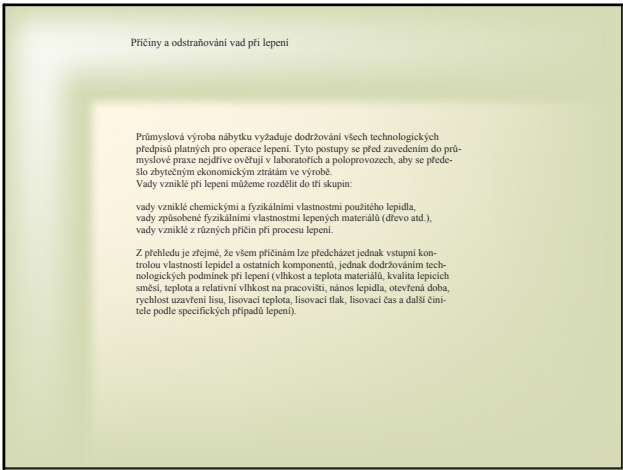 Příčiny a odstraňování vad při lepení
Průmyslová výroba nábytku vyžaduje dodržování všech technologických
předpisů platných pro operace lepení. Tyto postupy se před zavedením do prů-
myslové praxe nejdříve ověřují v laboratořích a poloprovozech, aby se přede-
šlo zbytečným ekonomickým ztrátám ve výrobě.
Vady vzniklé při lepení můžeme rozdělit do tří skupin:
vady vzniklé chemickými a fyzikálními vlastnostmi použitého lepidla,
vady způsobené fyzikálními vlastnostmi lepených materiálů (dřevo atd.),
vady vzniklé z různých příčin při procesu lepení.
Z přehledu je zřejmé, že všem příčinám lze předcházet jednak vstupní kon-
trolou vlastností lepidel a ostatních komponentů, jednak dodržováním tech-
nologických podmínek při lepení (vlhkost a teplota materiálů, kvalita lepicích
směsí, teplota a relativní vlhkost na pracovišti, nános lepidla, otevřená doba,
rychlost uzavření lisu, lisovací teplota, lisovací tlak, lisovací čas a další čini-
tele podle specifických případů lepení).